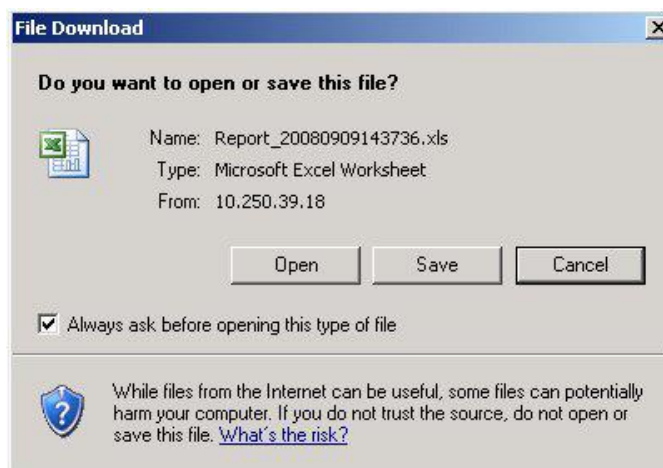 File Download
Do you want to open or save this file?
Name: Report_20080909143736.xls
Type: Microsoft Excel Worksheet
From: 10.250.39.18
Open Save Cancel
Always ask before opening this type of file
While files from the Internet can be useful, some files can potentially
harm your computer. If you do not trust the source, do not open or
save this file. What's the risk?